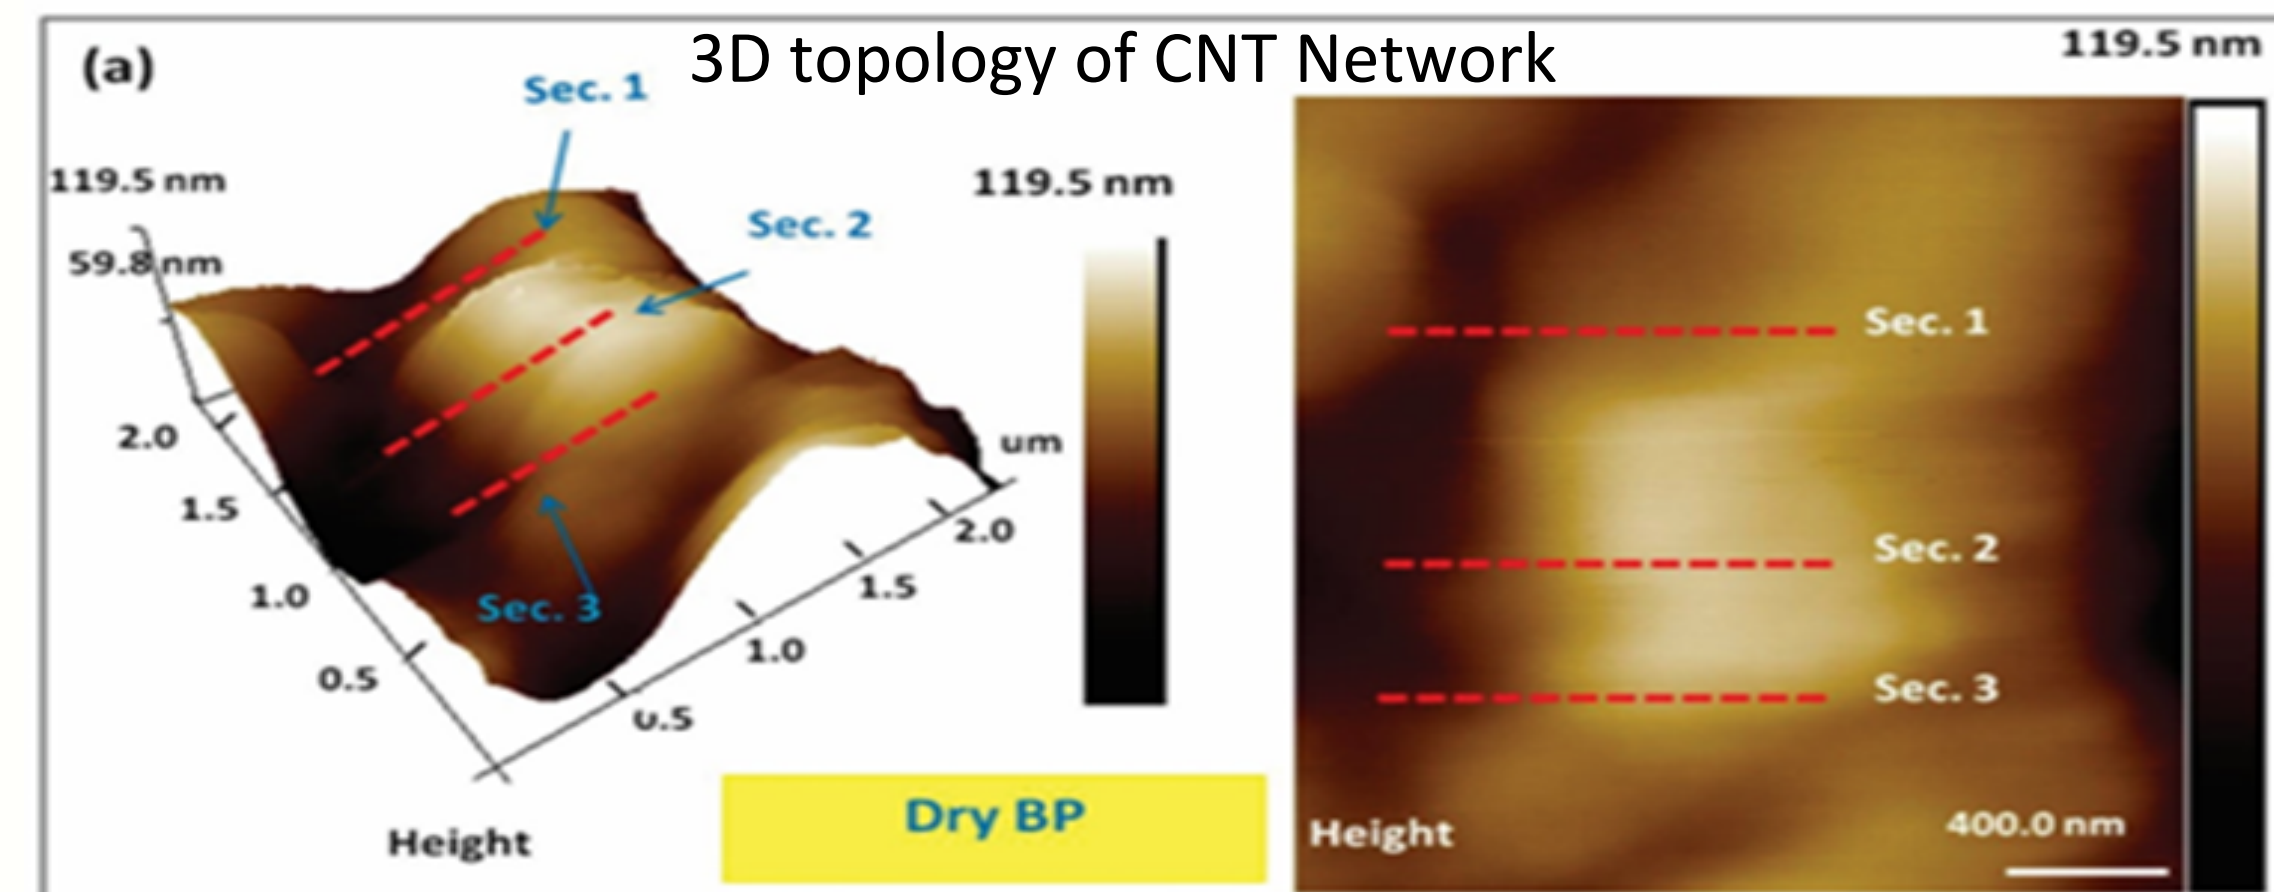 3D topology of CNT Network
(a)
Sec. 1
119.5 nm
Sec. 2
59.8 nm
119.5 nm
um
2.0
1.5
1.0
0.5
Sec. 3
0.5
1.0
1.5
2.0
Height
Dry BP
119.5 nm
Sec. 1
Sec. 2
Sec. 3
Height
400.0 nm